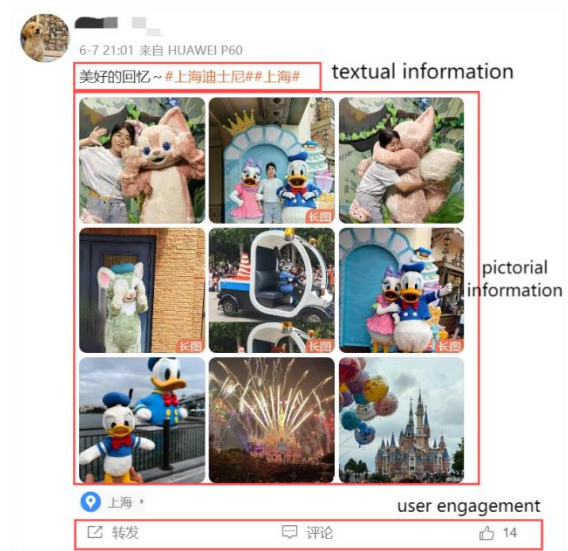 6-7 21:01 来自 HUAWEI P60
美好的回忆~#上海迪士尼##上海#
textual information
长图
长图
长图
长图
pictorial
information
上海
user engagement
转发
评论
14